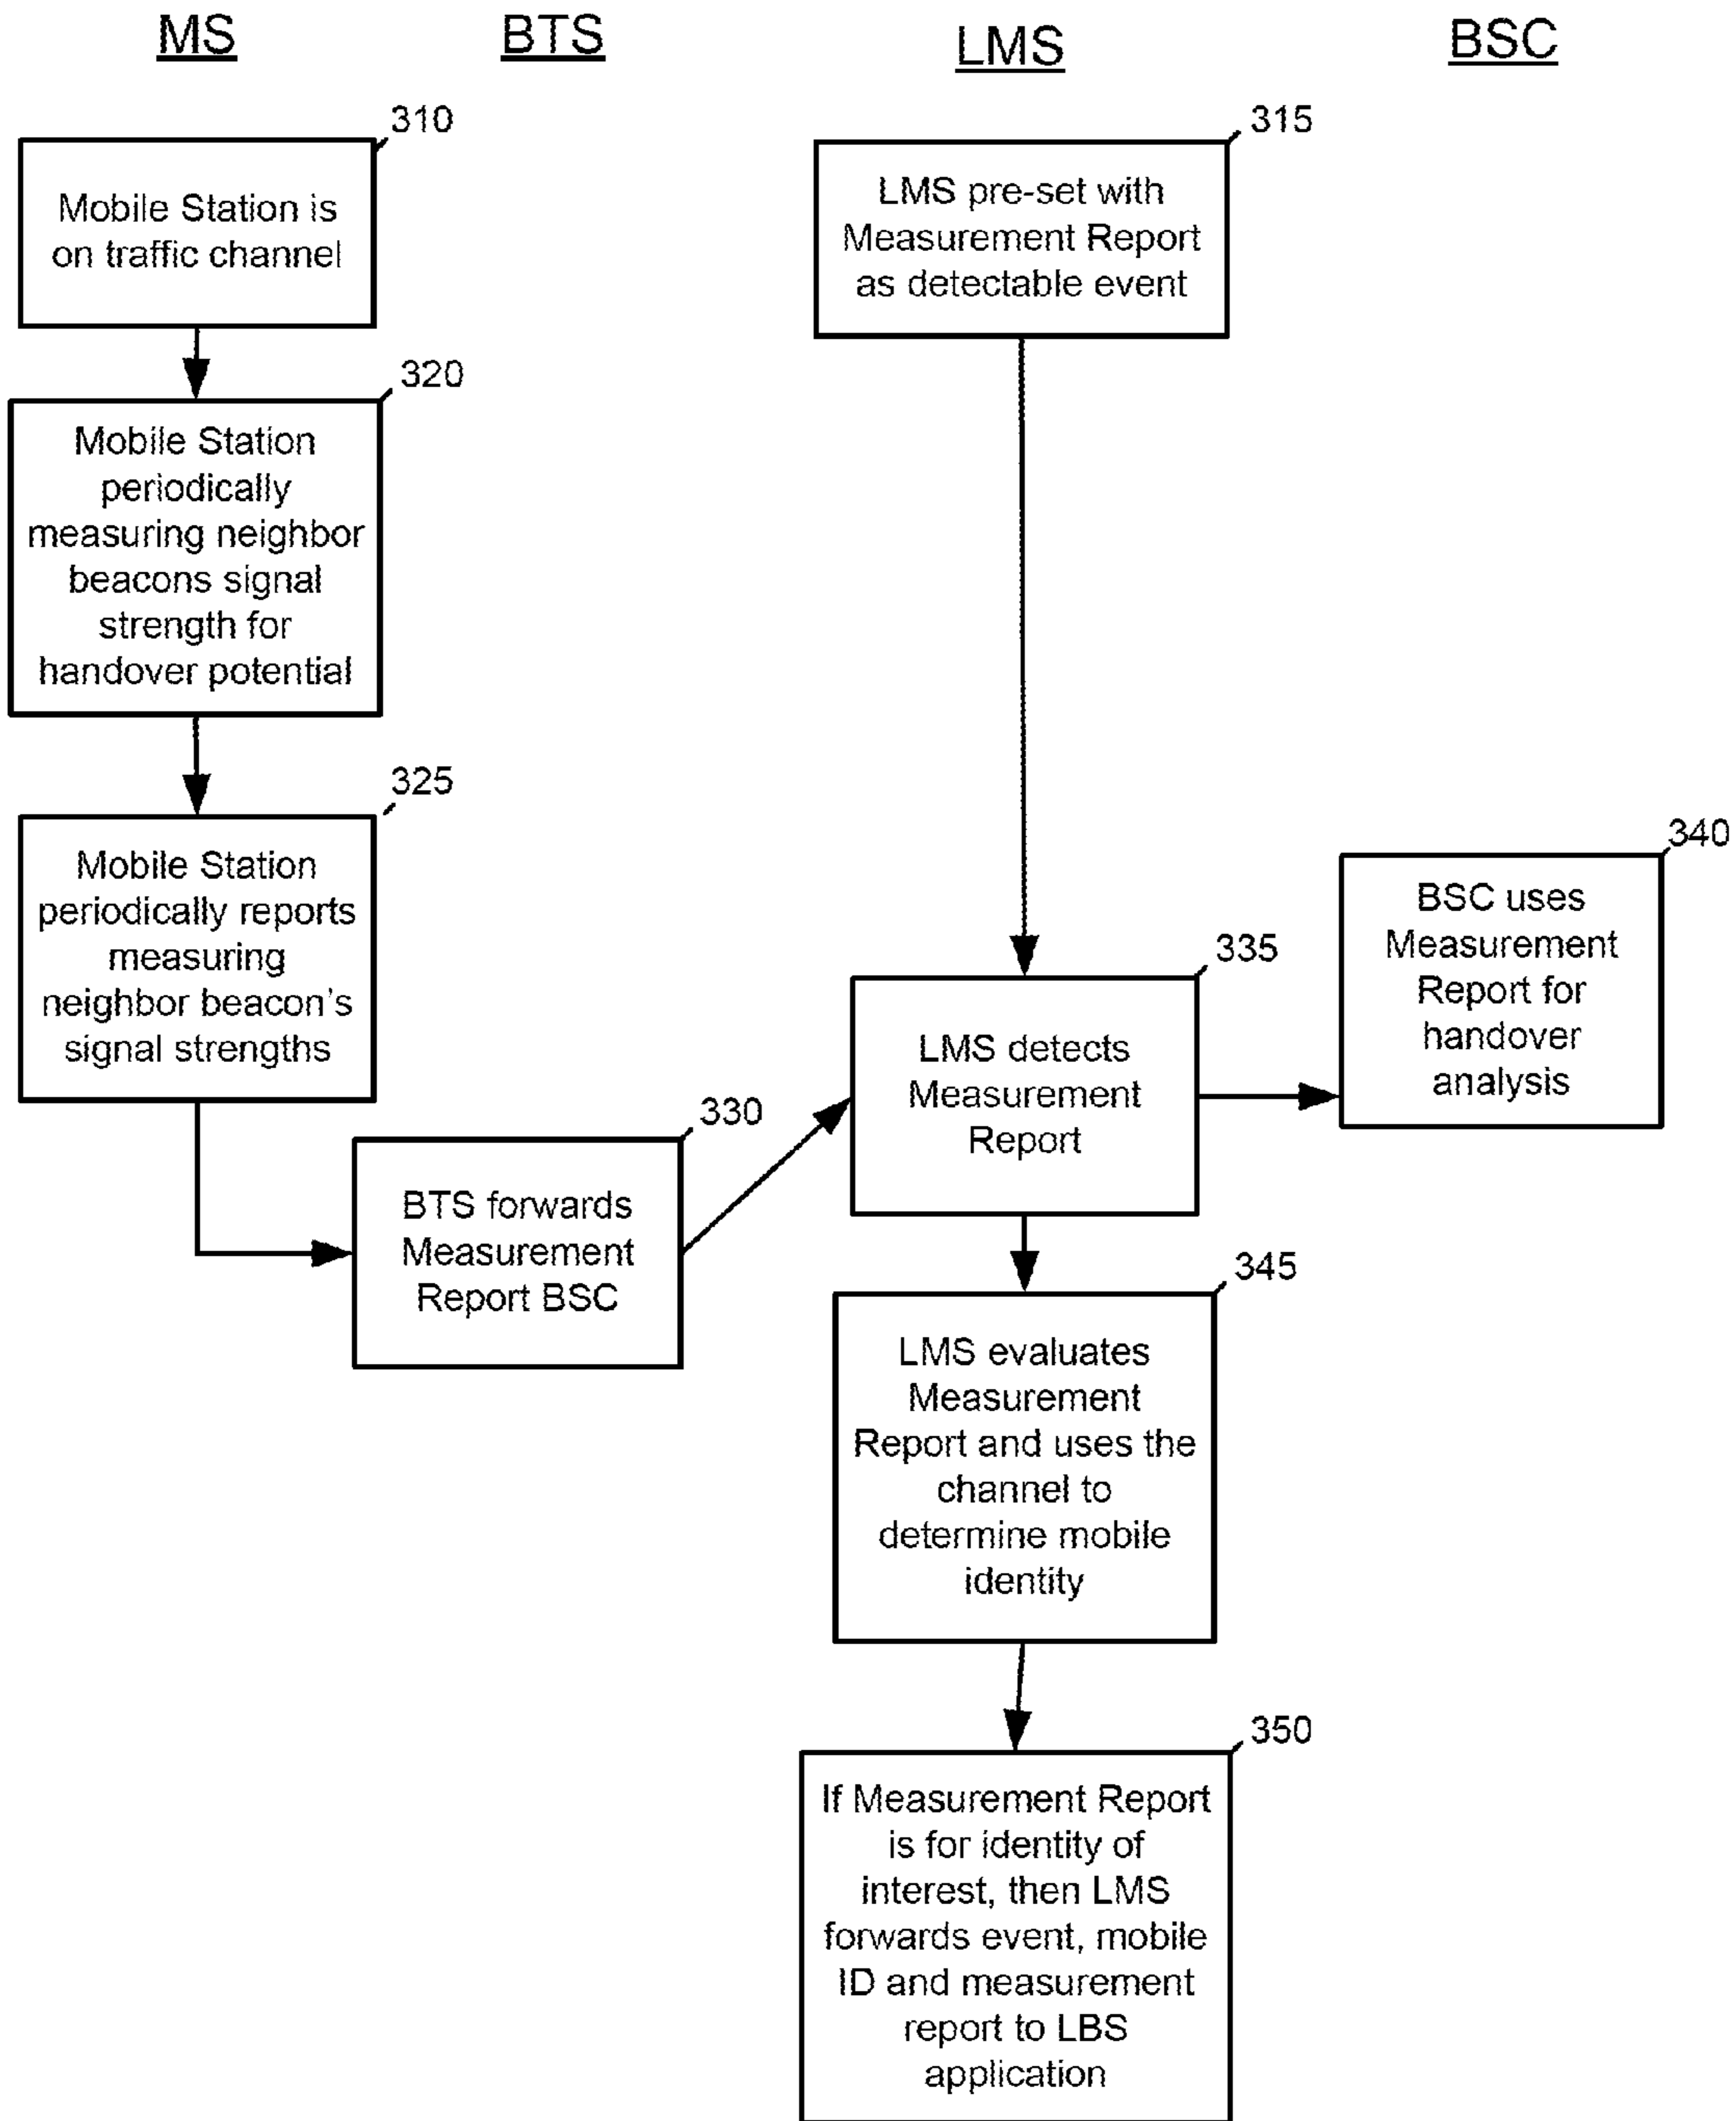 MS
BTS
LMS
BSC
310
Mobile Station is
on traffic channel
315
LMS pre-set with
Measurement Report
as detectable event
320
Mobile Station
periodically
measuring neighbor
beacons signal
strength for
handover potential
325
Mobile Station
periodically reports
measuring
neighbor beacon's
signal strengths
330
BTS forwards
Measurement
Report BSC
335
LMS detects
Measurement
Report
340
BSC uses
Measurement
Report for
handover
analysis
345
LMS evaluates
Measurement
Report and uses the
channel to
determine mobile
identity
350
If Measurement Report
is for identity of
interest, then LMS
forwards event, mobile
ID and measurement
report to LBS
application